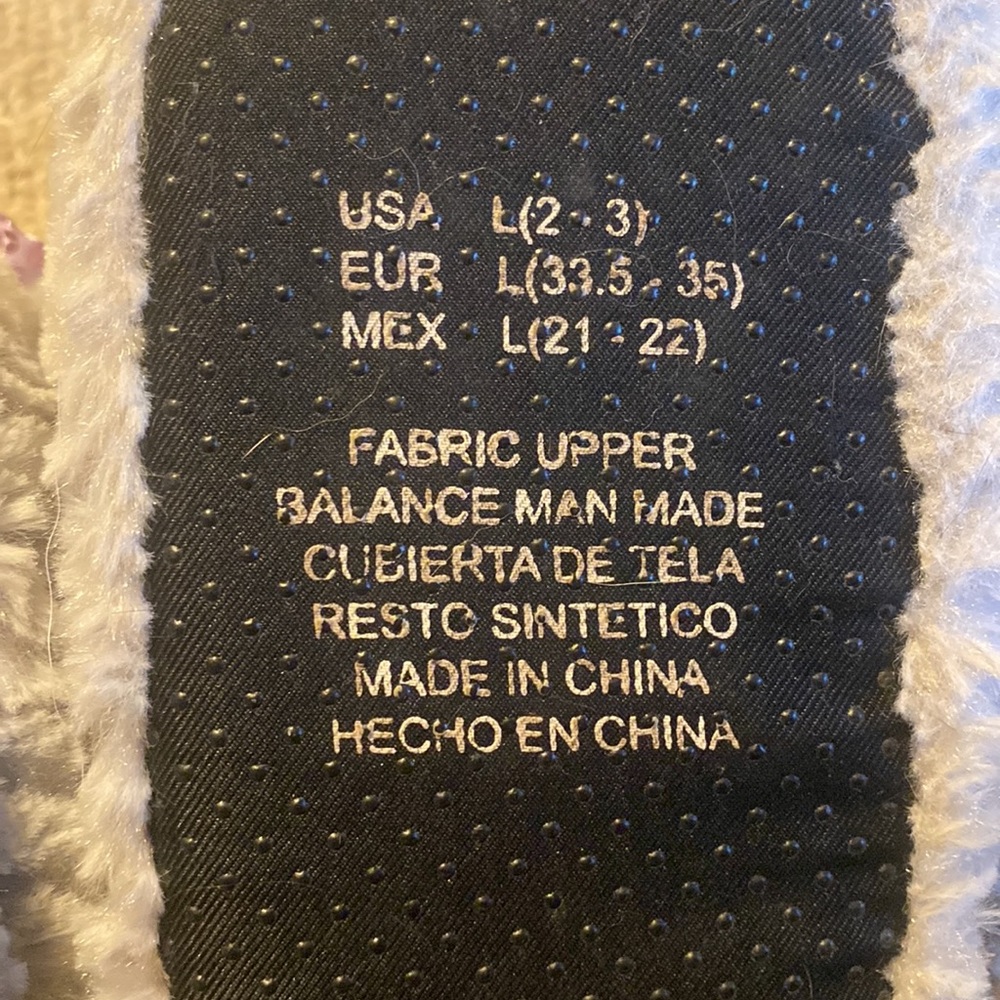 USA L(2 - 3)
EUR L(33.5 - 35)
MEX L(21 - 22)
FABRIC UPPER
BALANCE MAN MADE
CUBIERTA DE TELA
RESTO SINTETICO
MADE IN CHINA
HECHO EN CHINA